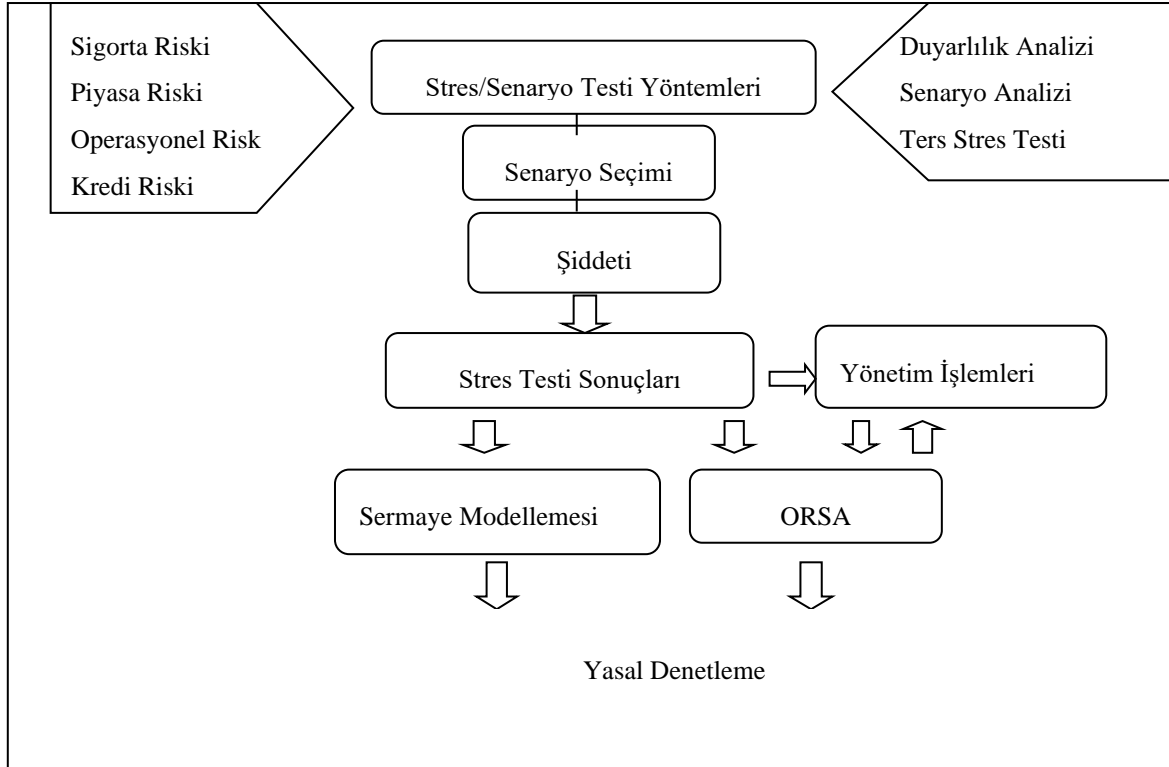 Sigorta Riski
Piyasa Riski
Operasyonel Risk
Kredi Riski
Stres/Senaryo Testi Yöntemleri
Duyarlılık Analizi
Senaryo Analizi
Ters Stres Testi
Senaryo Seçimi
Şiddeti
Stres Testi Sonuçları
Yönetim İşlemleri
Sermaye Modellemesi
ORSA
Yasal Denetleme